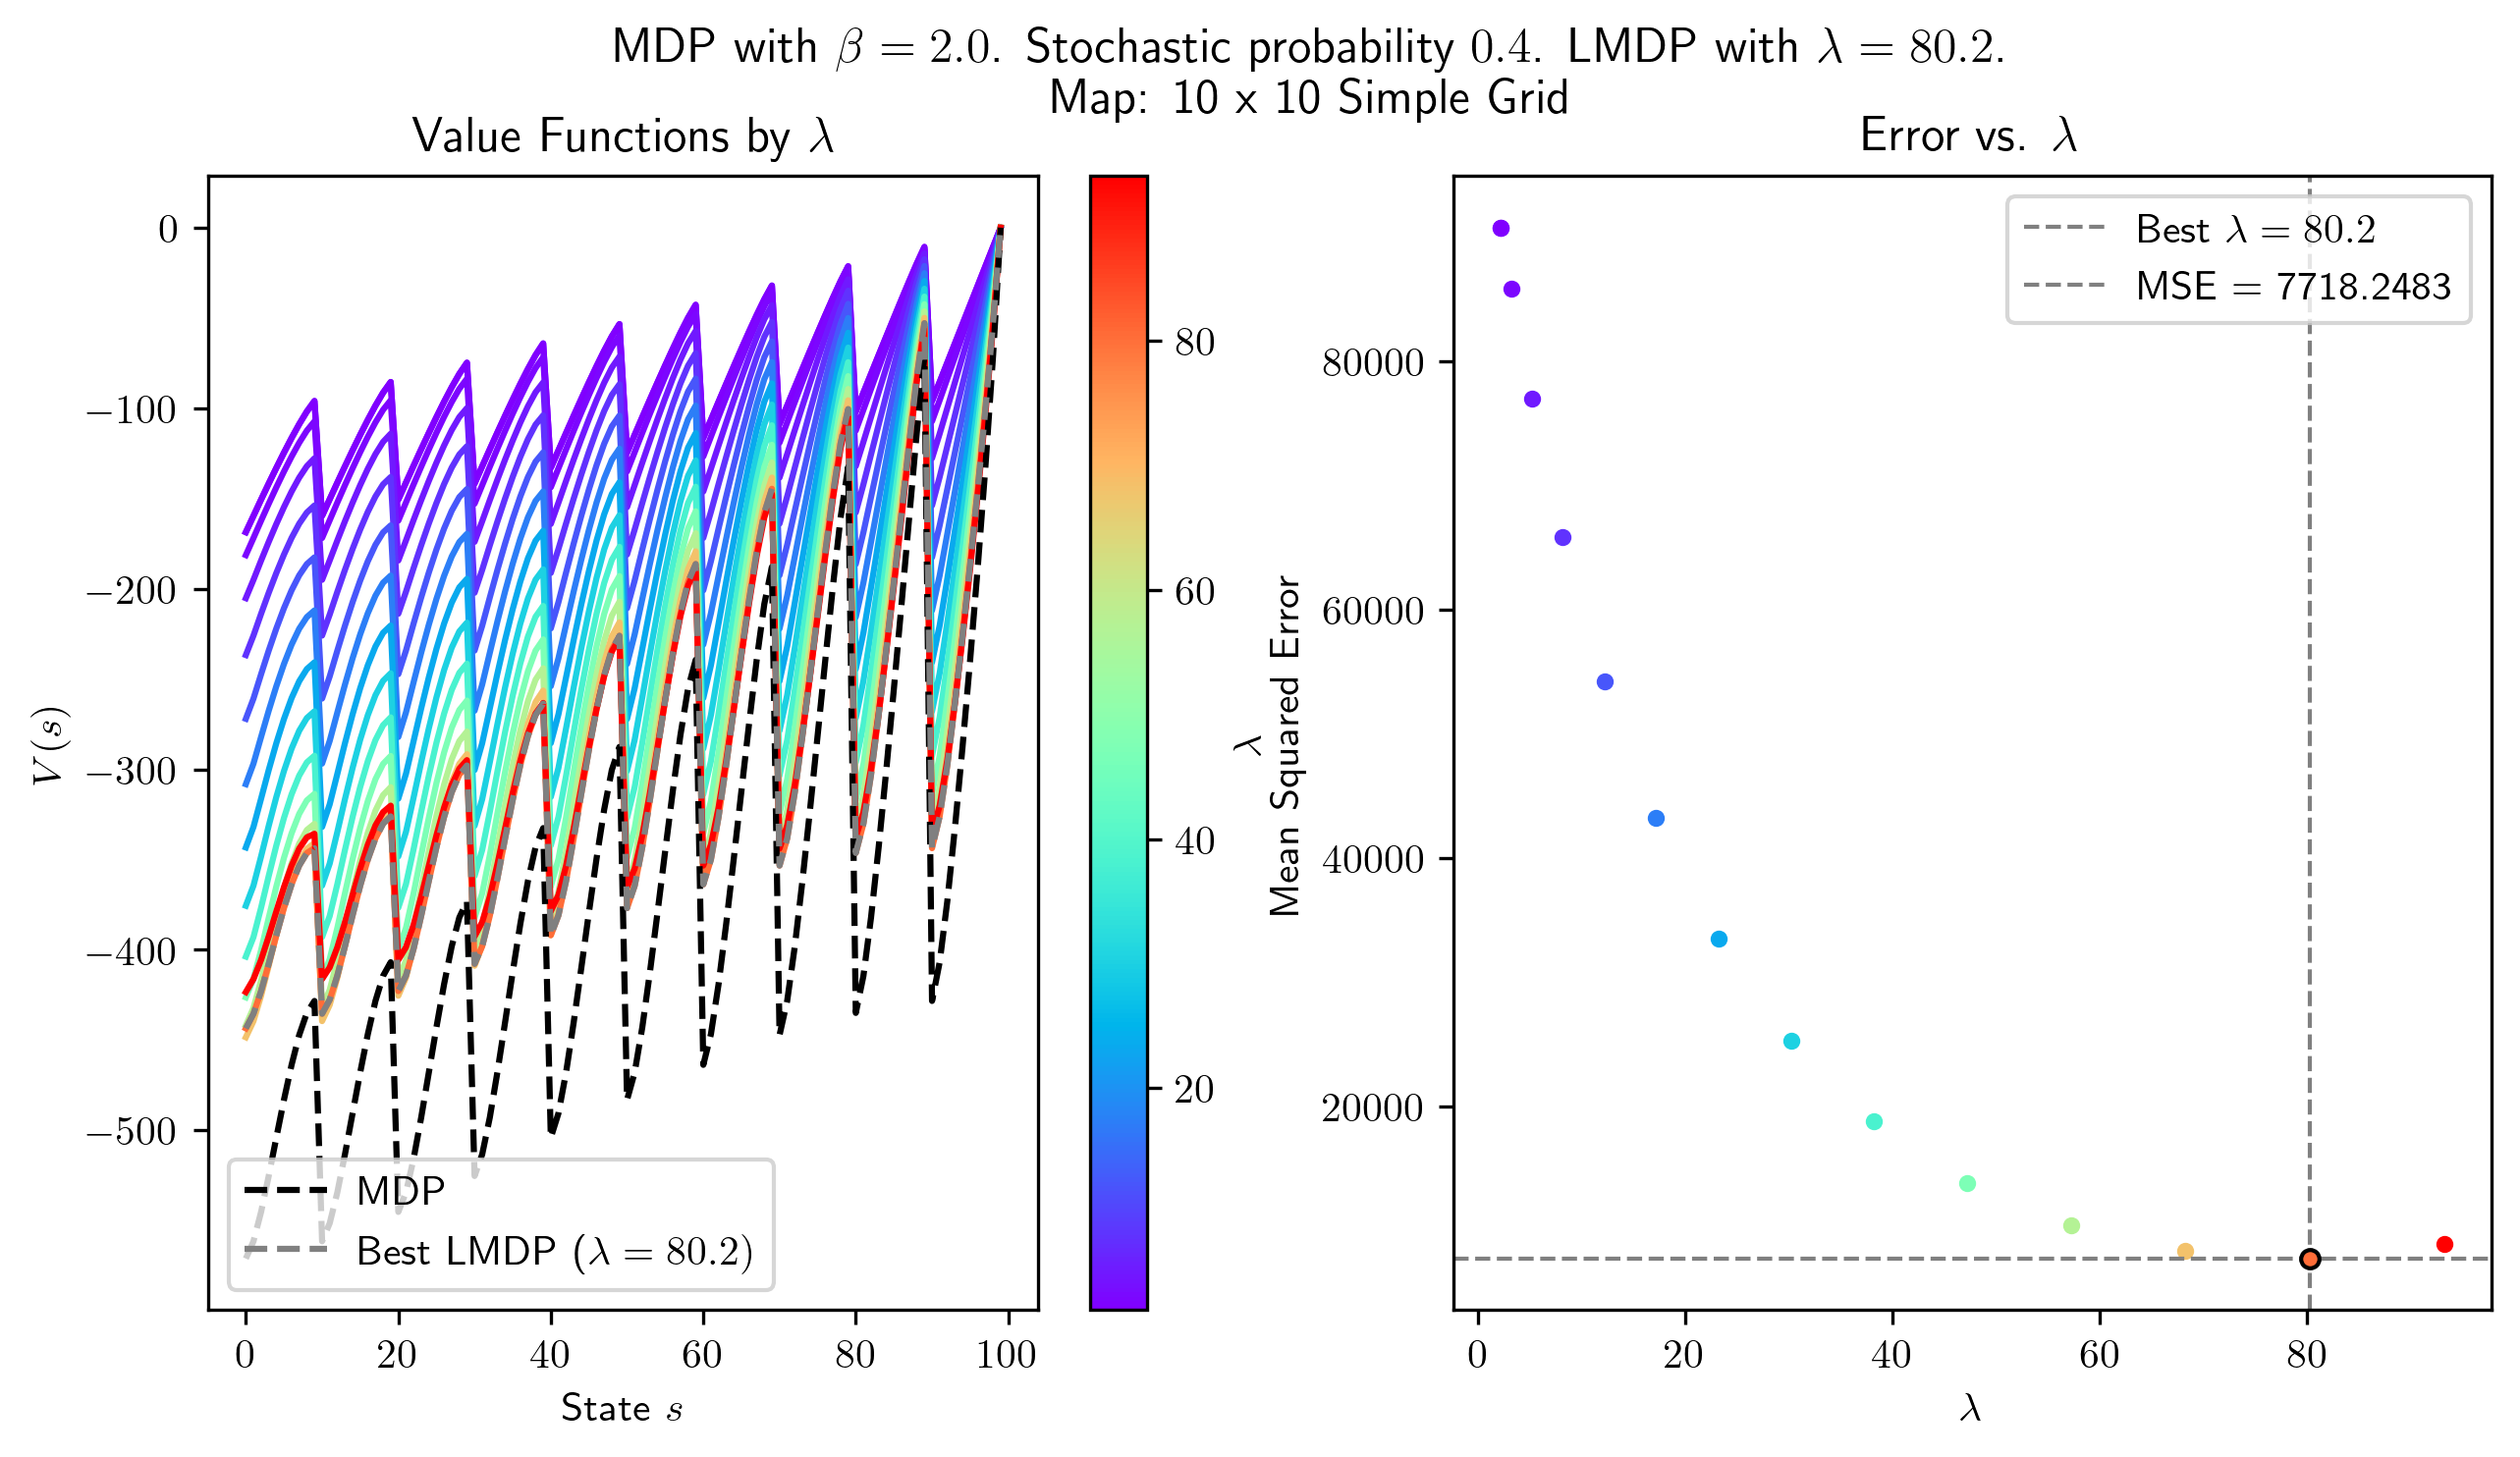 MDP with β = 2.0. Stochastic probability 0.4. LMDP with λ = 80.2.
Map: 10 x 10 Simple Grid
Value Functions by λ
V(s)
0
−100
−200
−300
−400
−500
0 20 40 60 80 100
State s
MDP
Best LMDP (λ = 80.2)
80
60
40
20
λ
Error vs. λ
Mean Squared Error
80000
60000
40000
20000
0 20 40 60 80
λ
Best λ = 80.2
MSE = 7718.2483